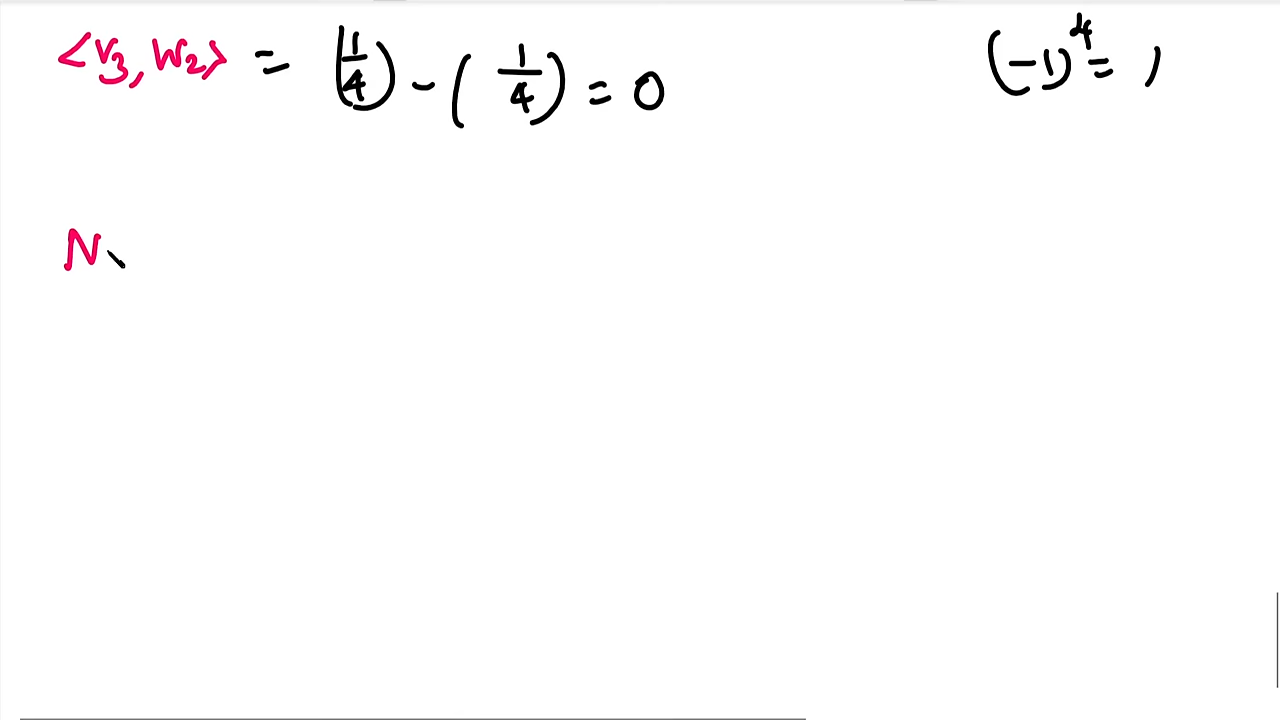 <v₃, w₂> = (1/4) - (1/4) = 0
(-1)⁴ = 1
N